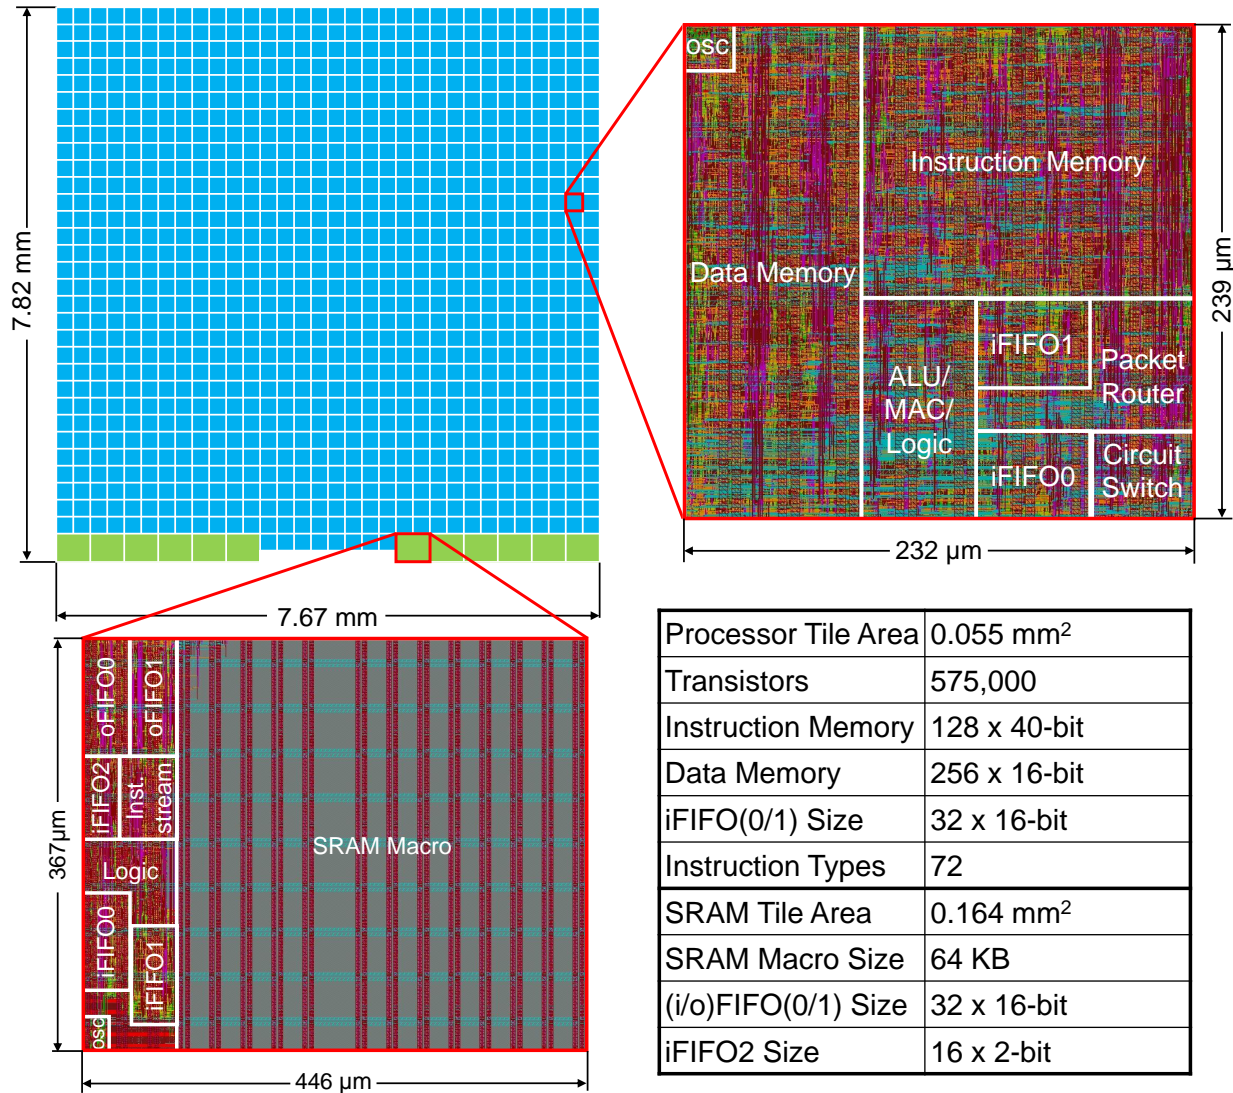 7.82 mm
7.67 mm
osc
Instruction Memory
Data Memory
iFIFO1
Packet
Router
ALU/
MAC/
Logic
iFIFO0
Circuit
Switch
239 µm
232 µm
oFIFO0
oFIFO1
iFIFO2
Inst.
stream
SRAM Macro
Logic
iFIFO0
iFIFO1
osc
367µm
446 µm
Processor Tile Area 0.055 mm²
Transistors 575,000
Instruction Memory 128 x 40-bit
Data Memory 256 x 16-bit
iFIFO(0/1) Size 32 x 16-bit
Instruction Types 72
SRAM Tile Area 0.164 mm²
SRAM Macro Size 64 KB
(i/o)FIFO(0/1) Size 32 x 16-bit
iFIFO2 Size 16 x 2-bit